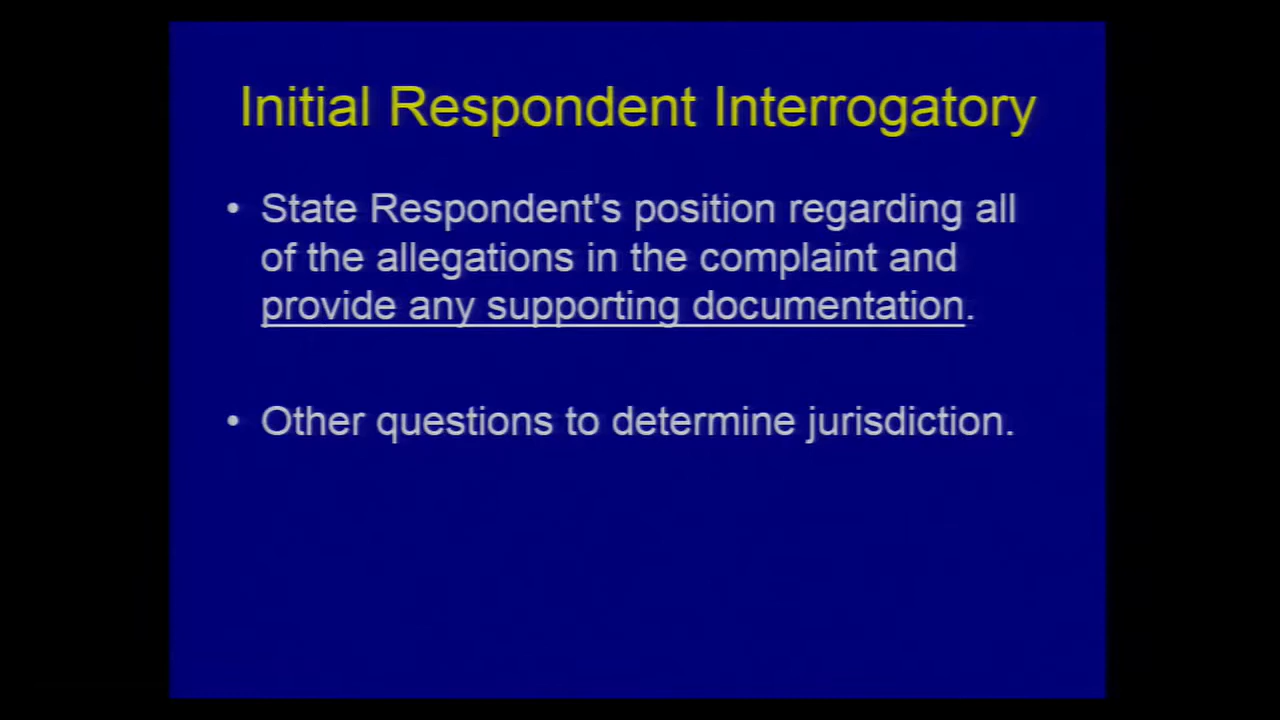 Initial Respondent Interrogatory
• State Respondent's position regarding all
of the allegations in the complaint and
provide any supporting documentation.
• Other questions to determine jurisdiction.